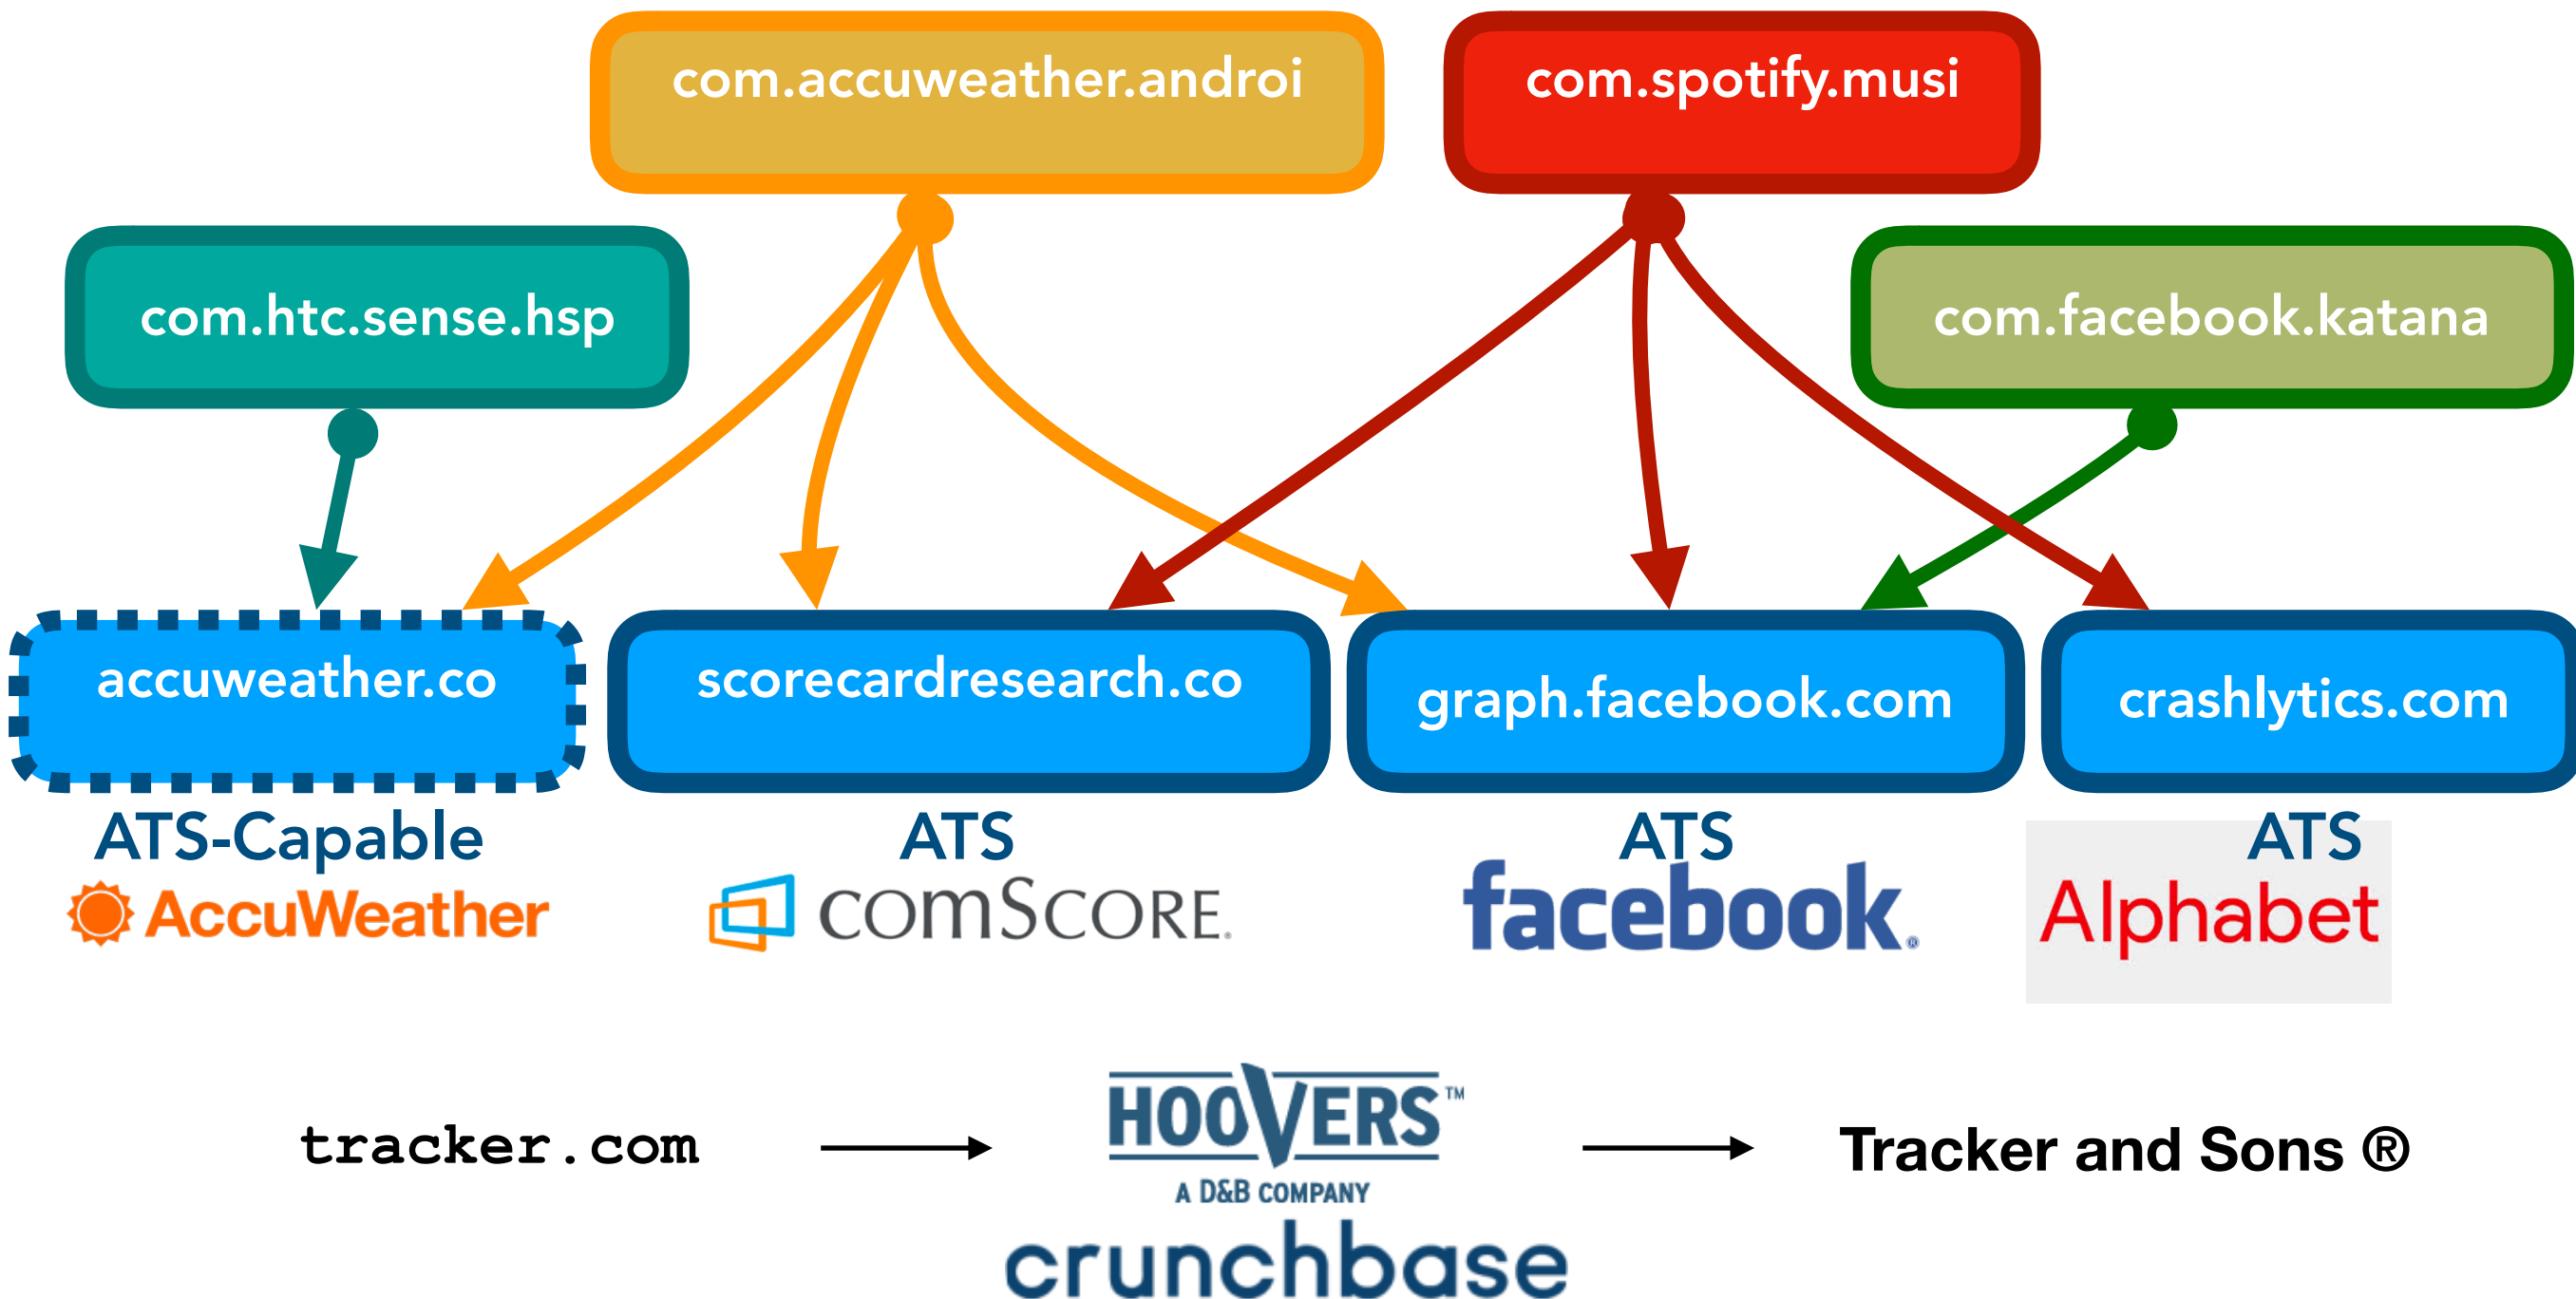 com.accuweather.androi
com.spotify.musi
com.htc.sense.hsp
com.facebook.katana
accuweather.co
scorecardresearch.co
graph.facebook.com
crashlytics.com
ATS-Capable
ATS
ATS
ATS
AccuWeather
comScore®
facebook®
Alphabet
tracker.com
HOOVERS™
A D&B COMPANY
crunchbase
Tracker and Sons ®